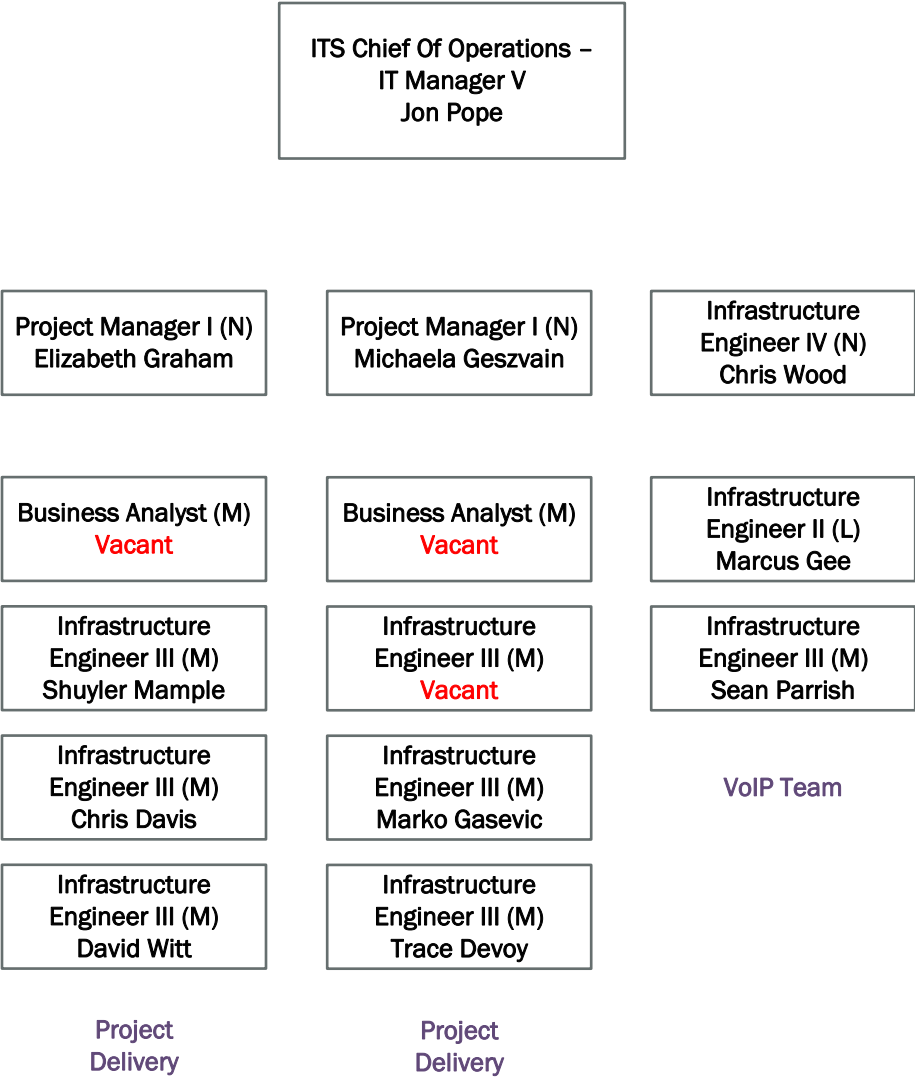 ITS Chief Of Operations –
IT Manager V
Jon Pope
Project Manager I (N)
Elizabeth Graham
Project Manager I (N)
Michaela Geszvain
Infrastructure
Engineer IV (N)
Chris Wood
Business Analyst (M)
Vacant
Business Analyst (M)
Vacant
Infrastructure
Engineer II (L)
Marcus Gee
Infrastructure
Engineer III (M)
Shuyler Mample
Infrastructure
Engineer III (M)
Vacant
Infrastructure
Engineer III (M)
Sean Parrish
Infrastructure
Engineer III (M)
Chris Davis
Infrastructure
Engineer III (M)
Marko Gasevic
VoIP Team
Infrastructure
Engineer III (M)
David Witt
Infrastructure
Engineer III (M)
Trace Devoy
Project
Delivery
Project
Delivery